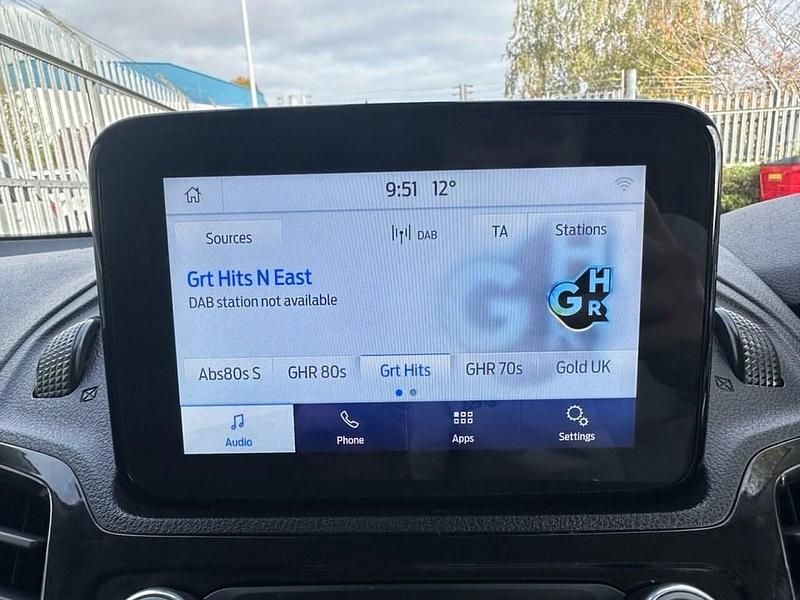 9:51 12°
Sources DAB TA Stations
Grt Hits N East
DAB station not available
GHR
Abs80s S GHR 80s Grt Hits GHR 70s Gold UK
Audio Phone Apps Settings